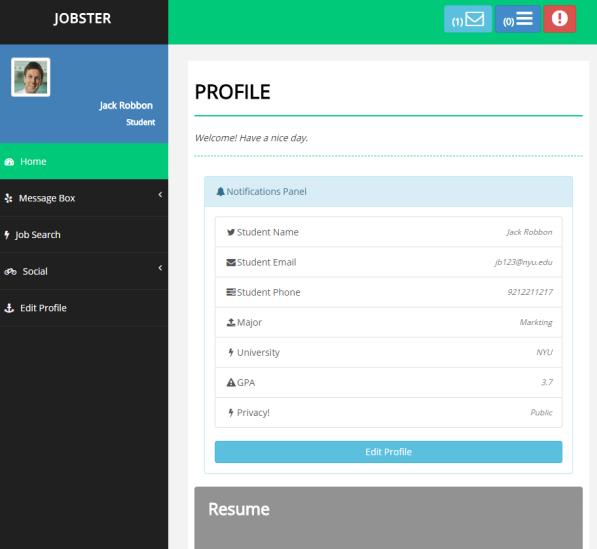 JOBSTER
(1)
(0)
Jack Robbon
Student
Home
Message Box
Job Search
Social
Edit Profile
PROFILE
Welcome! Have a nice day.
Notifications Panel
Student Name Jack Robbon
Student Email jb123@nyu.edu
Student Phone 9212211217
Major Markting
University NYU
GPA 3.7
Privacy! Public
Edit Profile
Resume